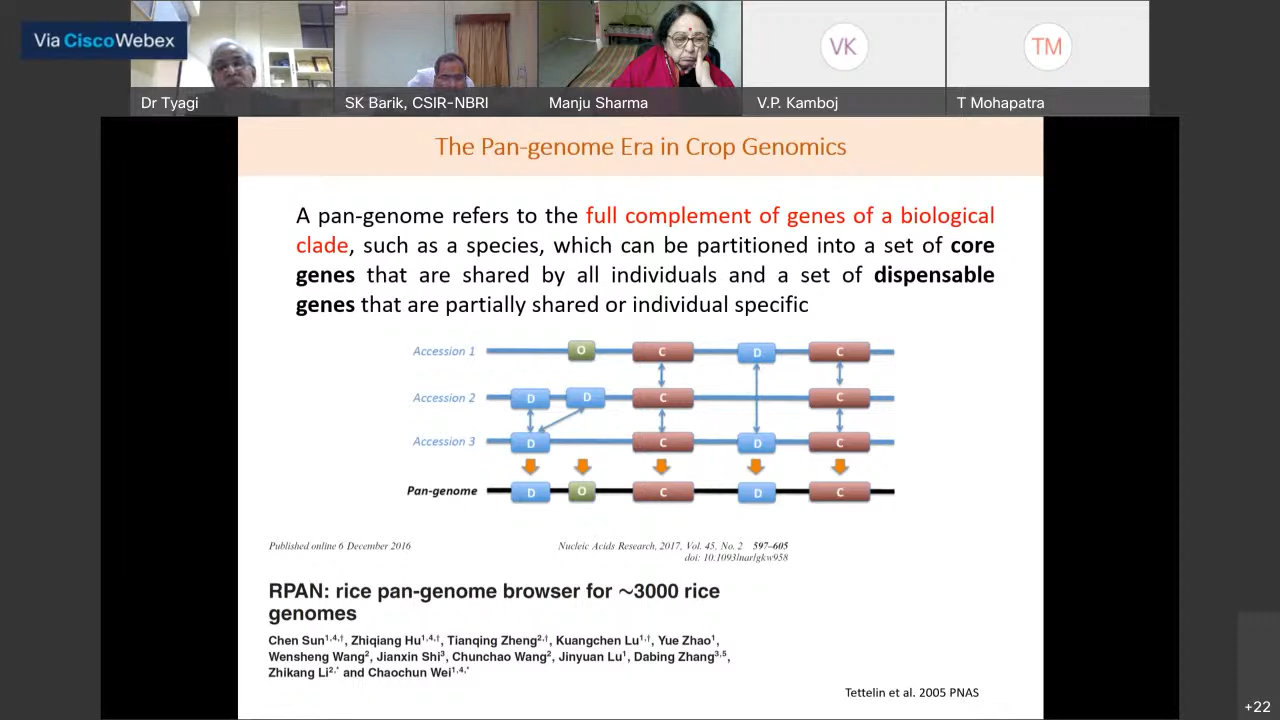 Via CiscoWebex
VK
TM
Dr Tyagi
SK Barik, CSIR-NBRI
Manju Sharma
V.P. Kamboj
T Mohapatra
The Pan-genome Era in Crop Genomics
A pan-genome refers to the full complement of genes of a biological
clade, such as a species, which can be partitioned into a set of core
genes that are shared by all individuals and a set of dispensable
genes that are partially shared or individual specific
Accession 1 O C D C
Accession 2 D D C C
Accession 3 D C D C
Pan-genome D O C D C
Published online 6 December 2016
Nucleic Acids Research, 2017, Vol. 45, No. 2 597–605
doi: 10.1093lnarlgkw958
RPAN: rice pan-genome browser for ~3000 rice
genomes
Chen Sun1,4,†, Zhiqiang Hu1,4,†, Tianqing Zheng2,†, Kuangchen Lu1,†, Yue Zhao1,
Wensheng Wang2, Jianxin Shi3, Chunchao Wang2, Jinyuan Lu1, Dabing Zhang3,5,
Zhikang Li2,* and Chaochun Wei1,4,*
Tettelin et al. 2005 PNAS
+22